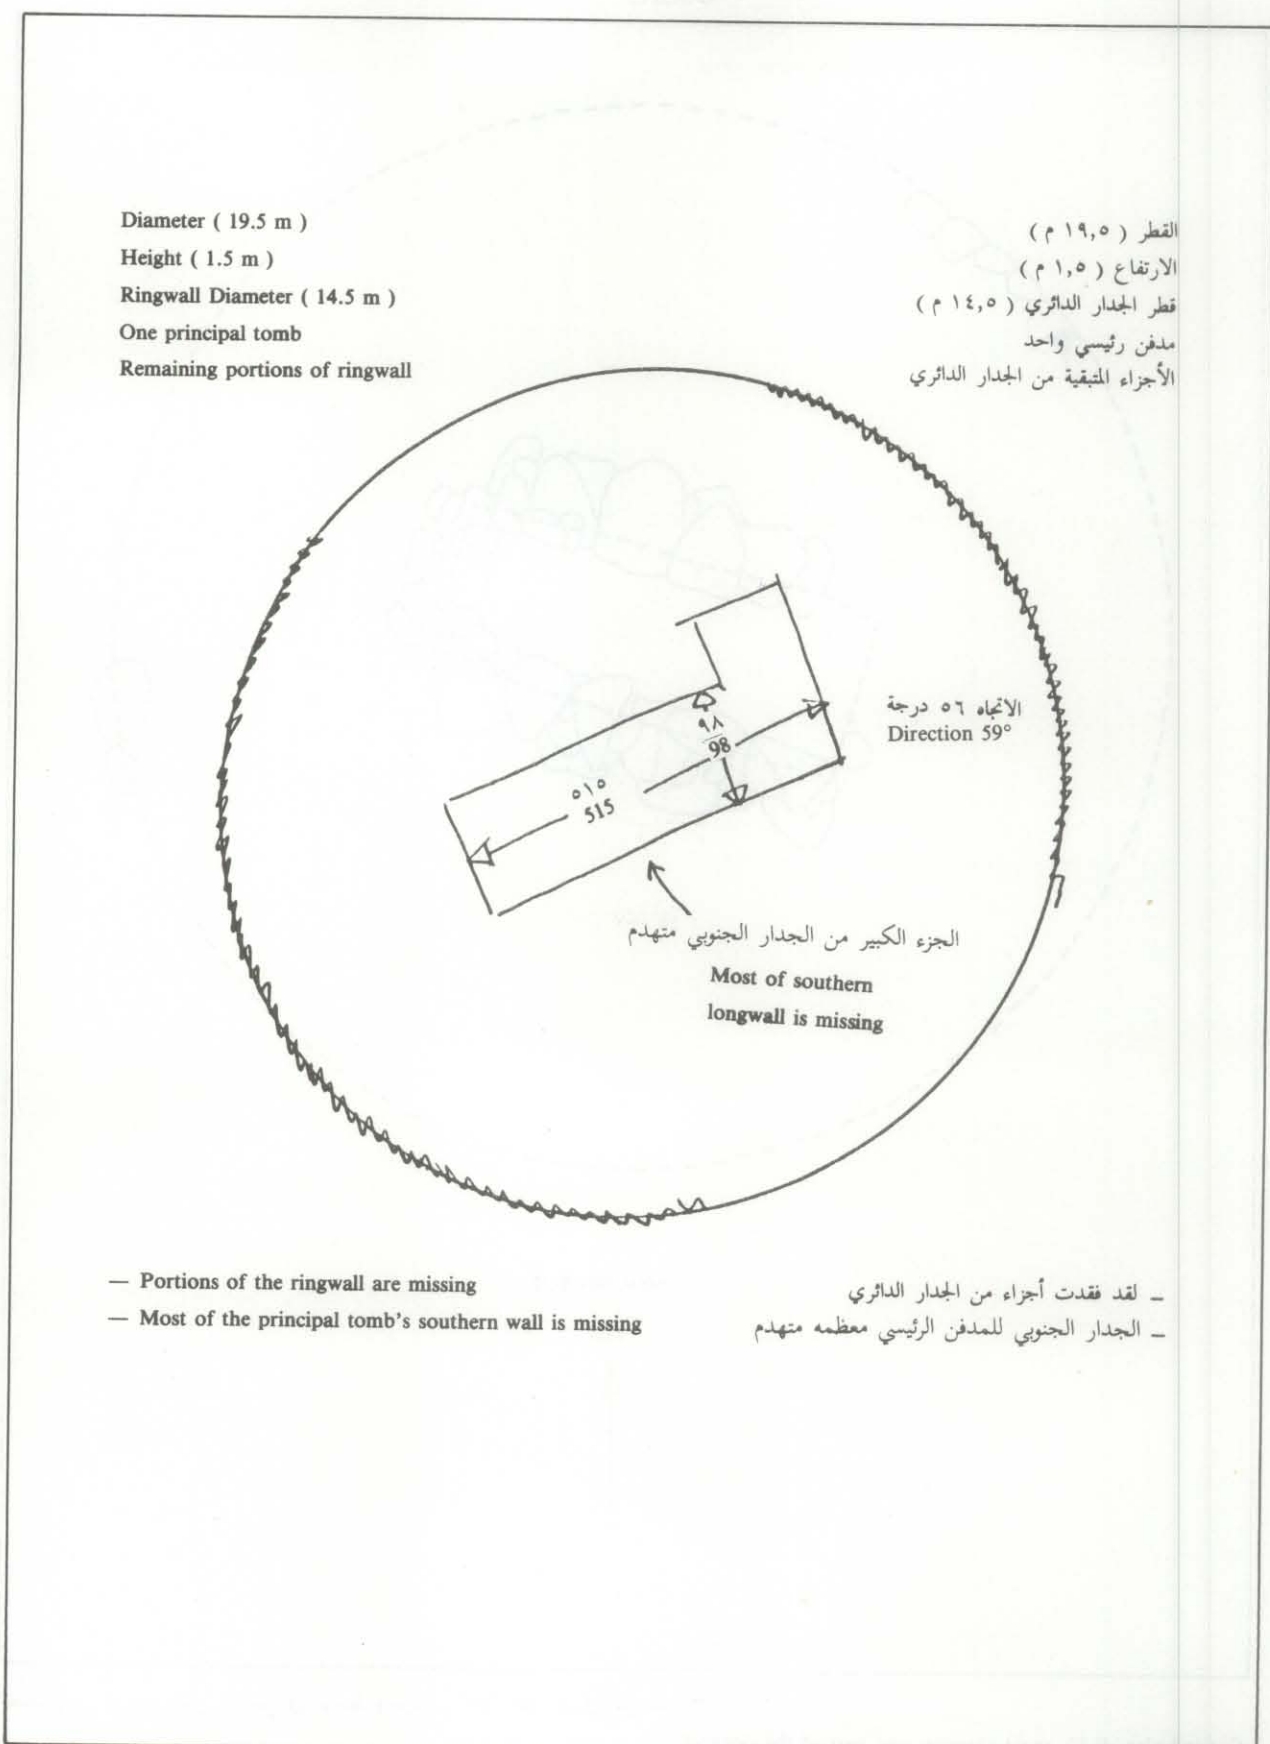 Diameter ( 19.5 m )
Height ( 1.5 m )
Ringwall Diameter ( 14.5 m )
One principal tomb
Remaining portions of ringwall
القطر ( ١٩,٥ م )
الارتفاع ( ١,٥ م )
قطر الجدار الدائري ( ١٤,٥ م )
مدفن رئيسي واحد
الأجزاء المتبقية من الجدار الدائري
٩٨
98
٥١٥
515
الاتجاه ٥٦ درجة
Direction 59°
الجزء الكبير من الجدار الجنوبي متهدم
Most of southern
longwall is missing
— Portions of the ringwall are missing
— Most of the principal tomb's southern wall is missing
– لقد فقدت أجزاء من الجدار الدائري
– الجدار الجنوبي للمدفن الرئيسي معظمه متهدم